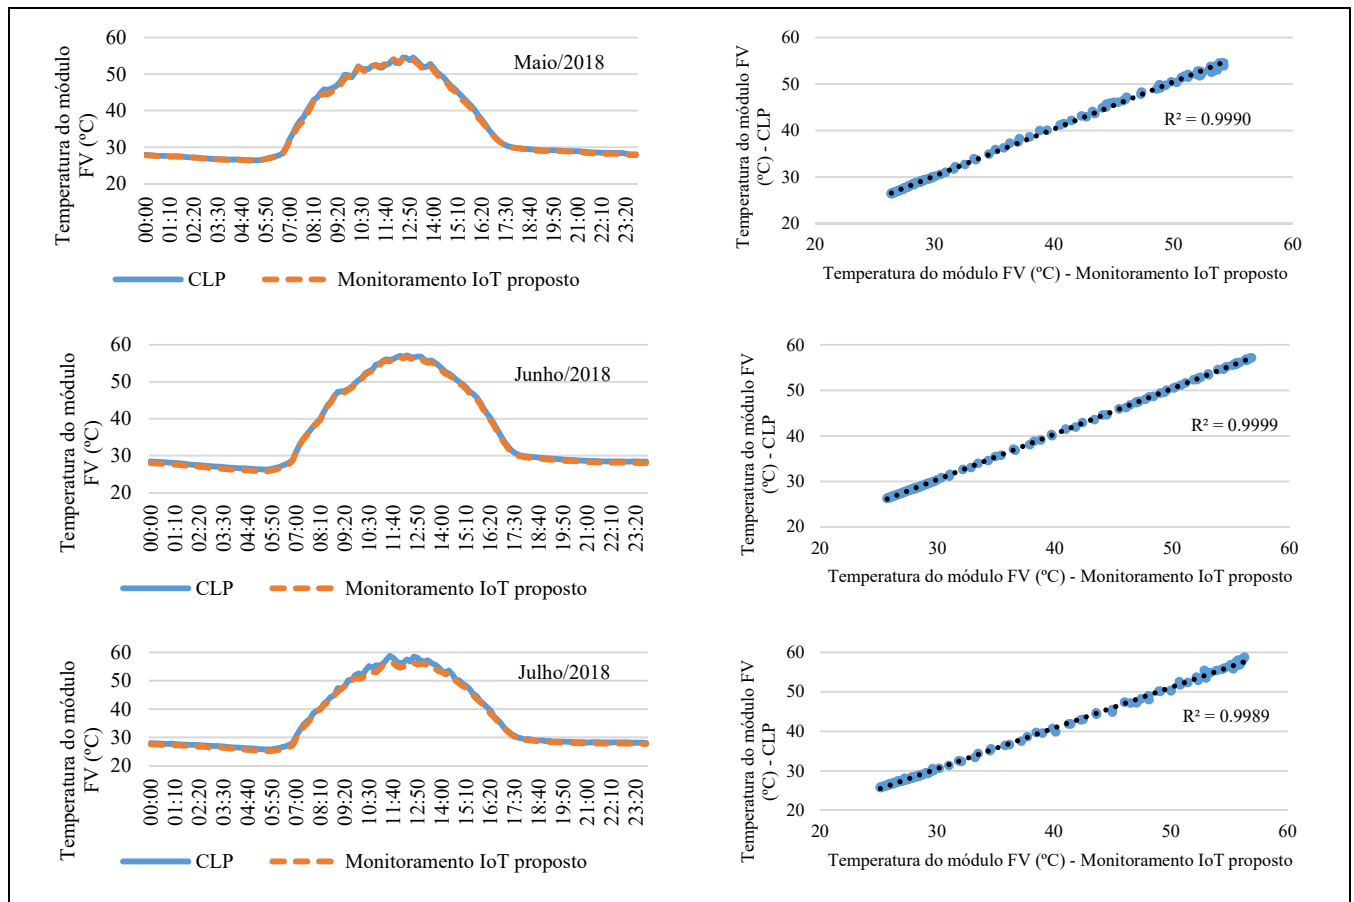 60
50
40
30
20
Temperatura do módulo
FV (ºC)
Maio/2018
00:00 01:10 02:20 03:30 04:40 05:50 07:00 08:10 09:20 10:30 11:40 12:50 14:00 15:10 16:20 17:30 18:40 19:50 21:00 22:10 23:20
CLP Monitoramento IoT proposto
60
50
40
30
20
Temperatura do módulo FV
(ºC) - CLP
R² = 0.9990
20 30 40 50 60
Temperatura do módulo FV (ºC) - Monitoramento IoT proposto
60
50
40
30
20
Temperatura do módulo
FV (ºC)
Junho/2018
00:00 01:10 02:20 03:30 04:40 05:50 07:00 08:10 09:20 10:30 11:40 12:50 14:00 15:10 16:20 17:30 18:40 19:50 21:00 22:10 23:20
CLP Monitoramento IoT proposto
60
50
40
30
20
Temperatura do módulo FV
(ºC) - CLP
R² = 0.9999
20 30 40 50 60
Temperatura do módulo FV (ºC) - Monitoramento IoT proposto
60
50
40
30
20
Temperatura do módulo
FV (ºC)
Julho/2018
00:00 01:10 02:20 03:30 04:40 05:50 07:00 08:10 09:20 10:30 11:40 12:50 14:00 15:10 16:20 17:30 18:40 19:50 21:00 22:10 23:20
CLP Monitoramento IoT proposto
60
50
40
30
20
Temperatura do módulo FV
(ºC) - CLP
R² = 0.9989
20 30 40 50 60
Temperatura do módulo FV (ºC) - Monitoramento IoT proposto